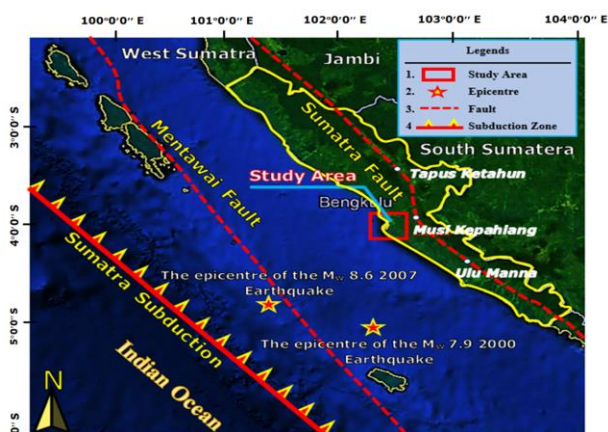 100°0.0'' E
101°0.0'' E
102°0.0'' E
103°0.0'' E
104°0.0'' E
West Sumatra
Jambi
Legends
1. Study Area
2. Epicentre
3. Fault
4 Subduction Zone
3°0.0''S
4°0.0''S
5°0.0''S
0''S
Mentawai Fault
Sumatra Fault
South Sumatera
Tapus Ketahun
Study Area
Bengkulu
Musi Kepahiang
Ulu Manna
Sumatra Subduction
The epicentre of the Mw 8.6 2007
Earthquake
The epicentre of the Mw 7.9 2000
Earthquake
Indian Ocean
N